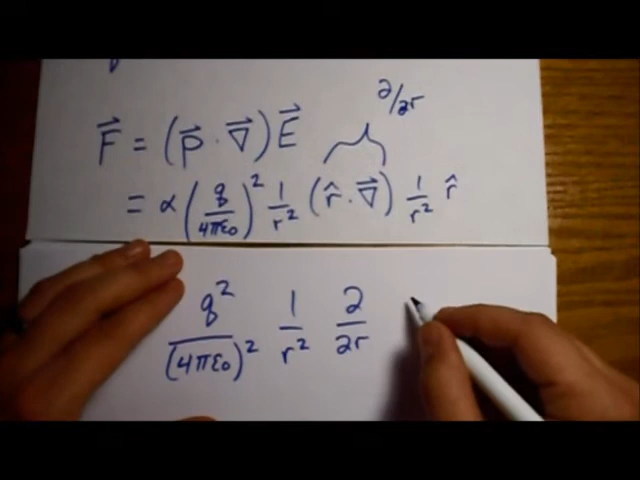 ∂/∂r
F⃗ = (p⃗ · ∇⃗) E⃗
= α (q/4πε₀)² 1/r² (r̂ · ∇⃗) 1/r² r̂
q²/(4πε₀)² 1/r² ∂/∂r